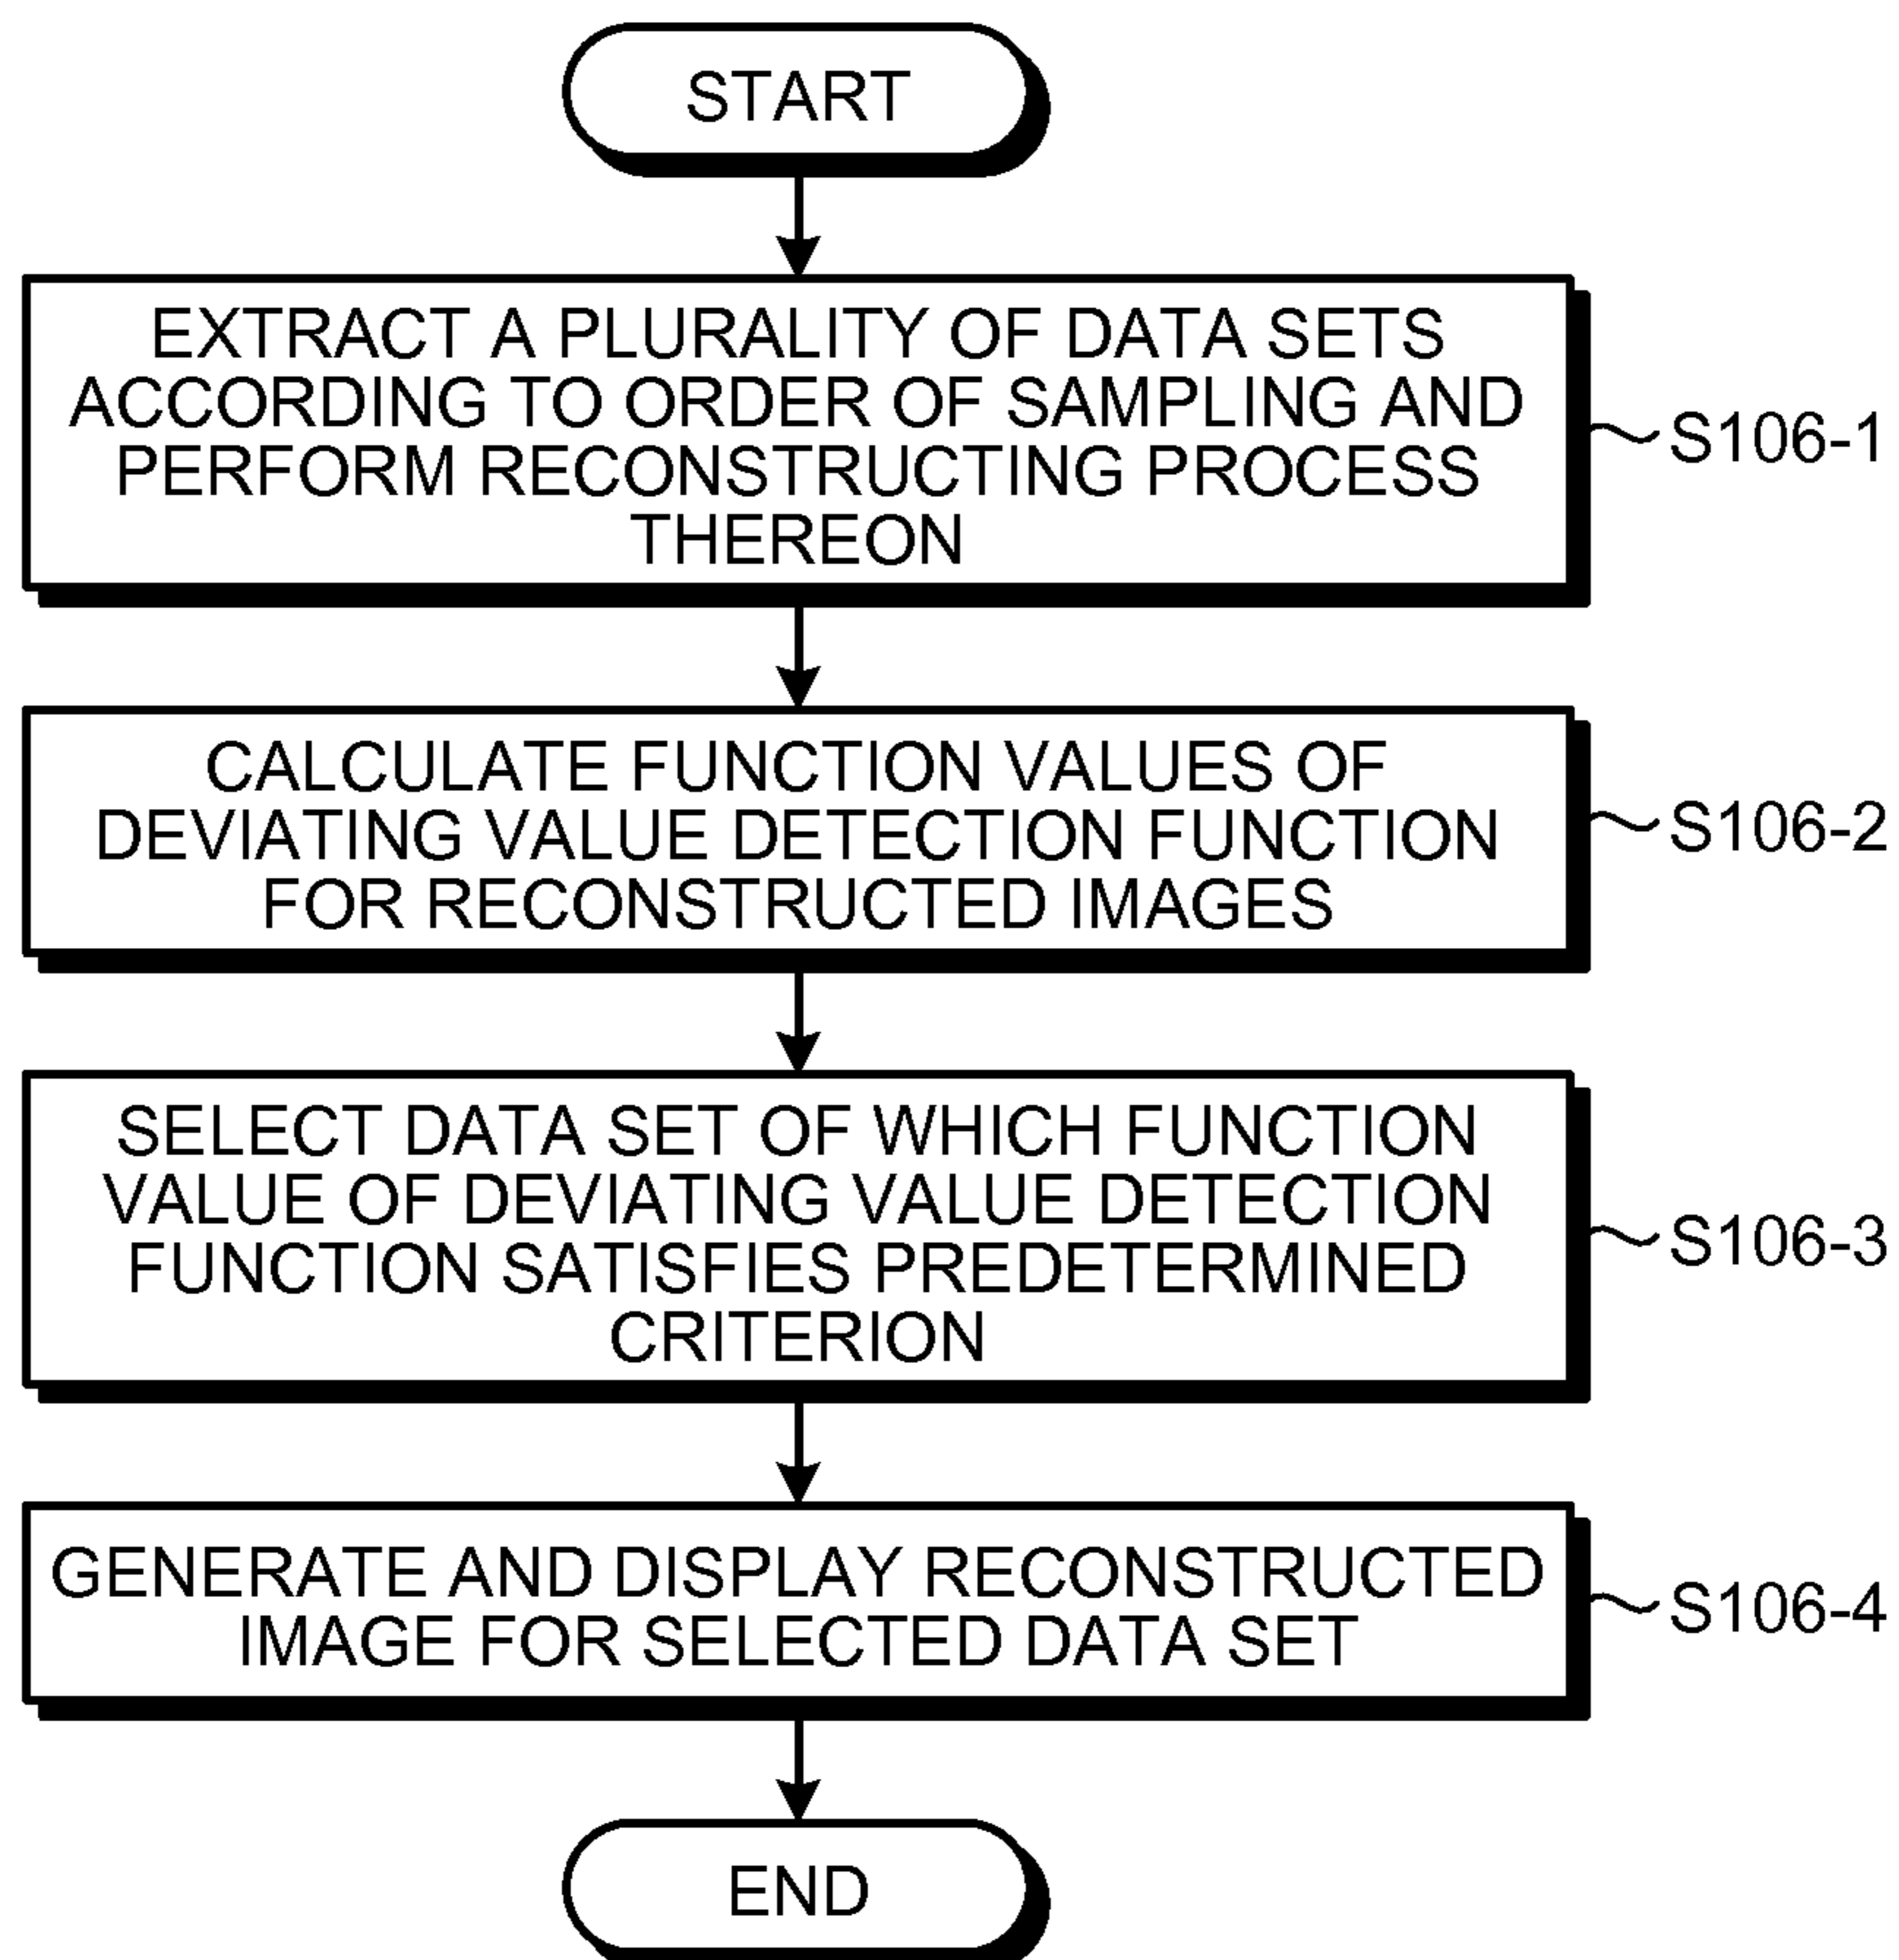 START
EXTRACT A PLURALITY OF DATA SETS
ACCORDING TO ORDER OF SAMPLING AND
PERFORM RECONSTRUCTING PROCESS
THEREON
S106-1
CALCULATE FUNCTION VALUES OF
DEVIATING VALUE DETECTION FUNCTION
FOR RECONSTRUCTED IMAGES
S106-2
SELECT DATA SET OF WHICH FUNCTION
VALUE OF DEVIATING VALUE DETECTION
FUNCTION SATISFIES PREDETERMINED
CRITERION
S106-3
GENERATE AND DISPLAY RECONSTRUCTED
IMAGE FOR SELECTED DATA SET
S106-4
END